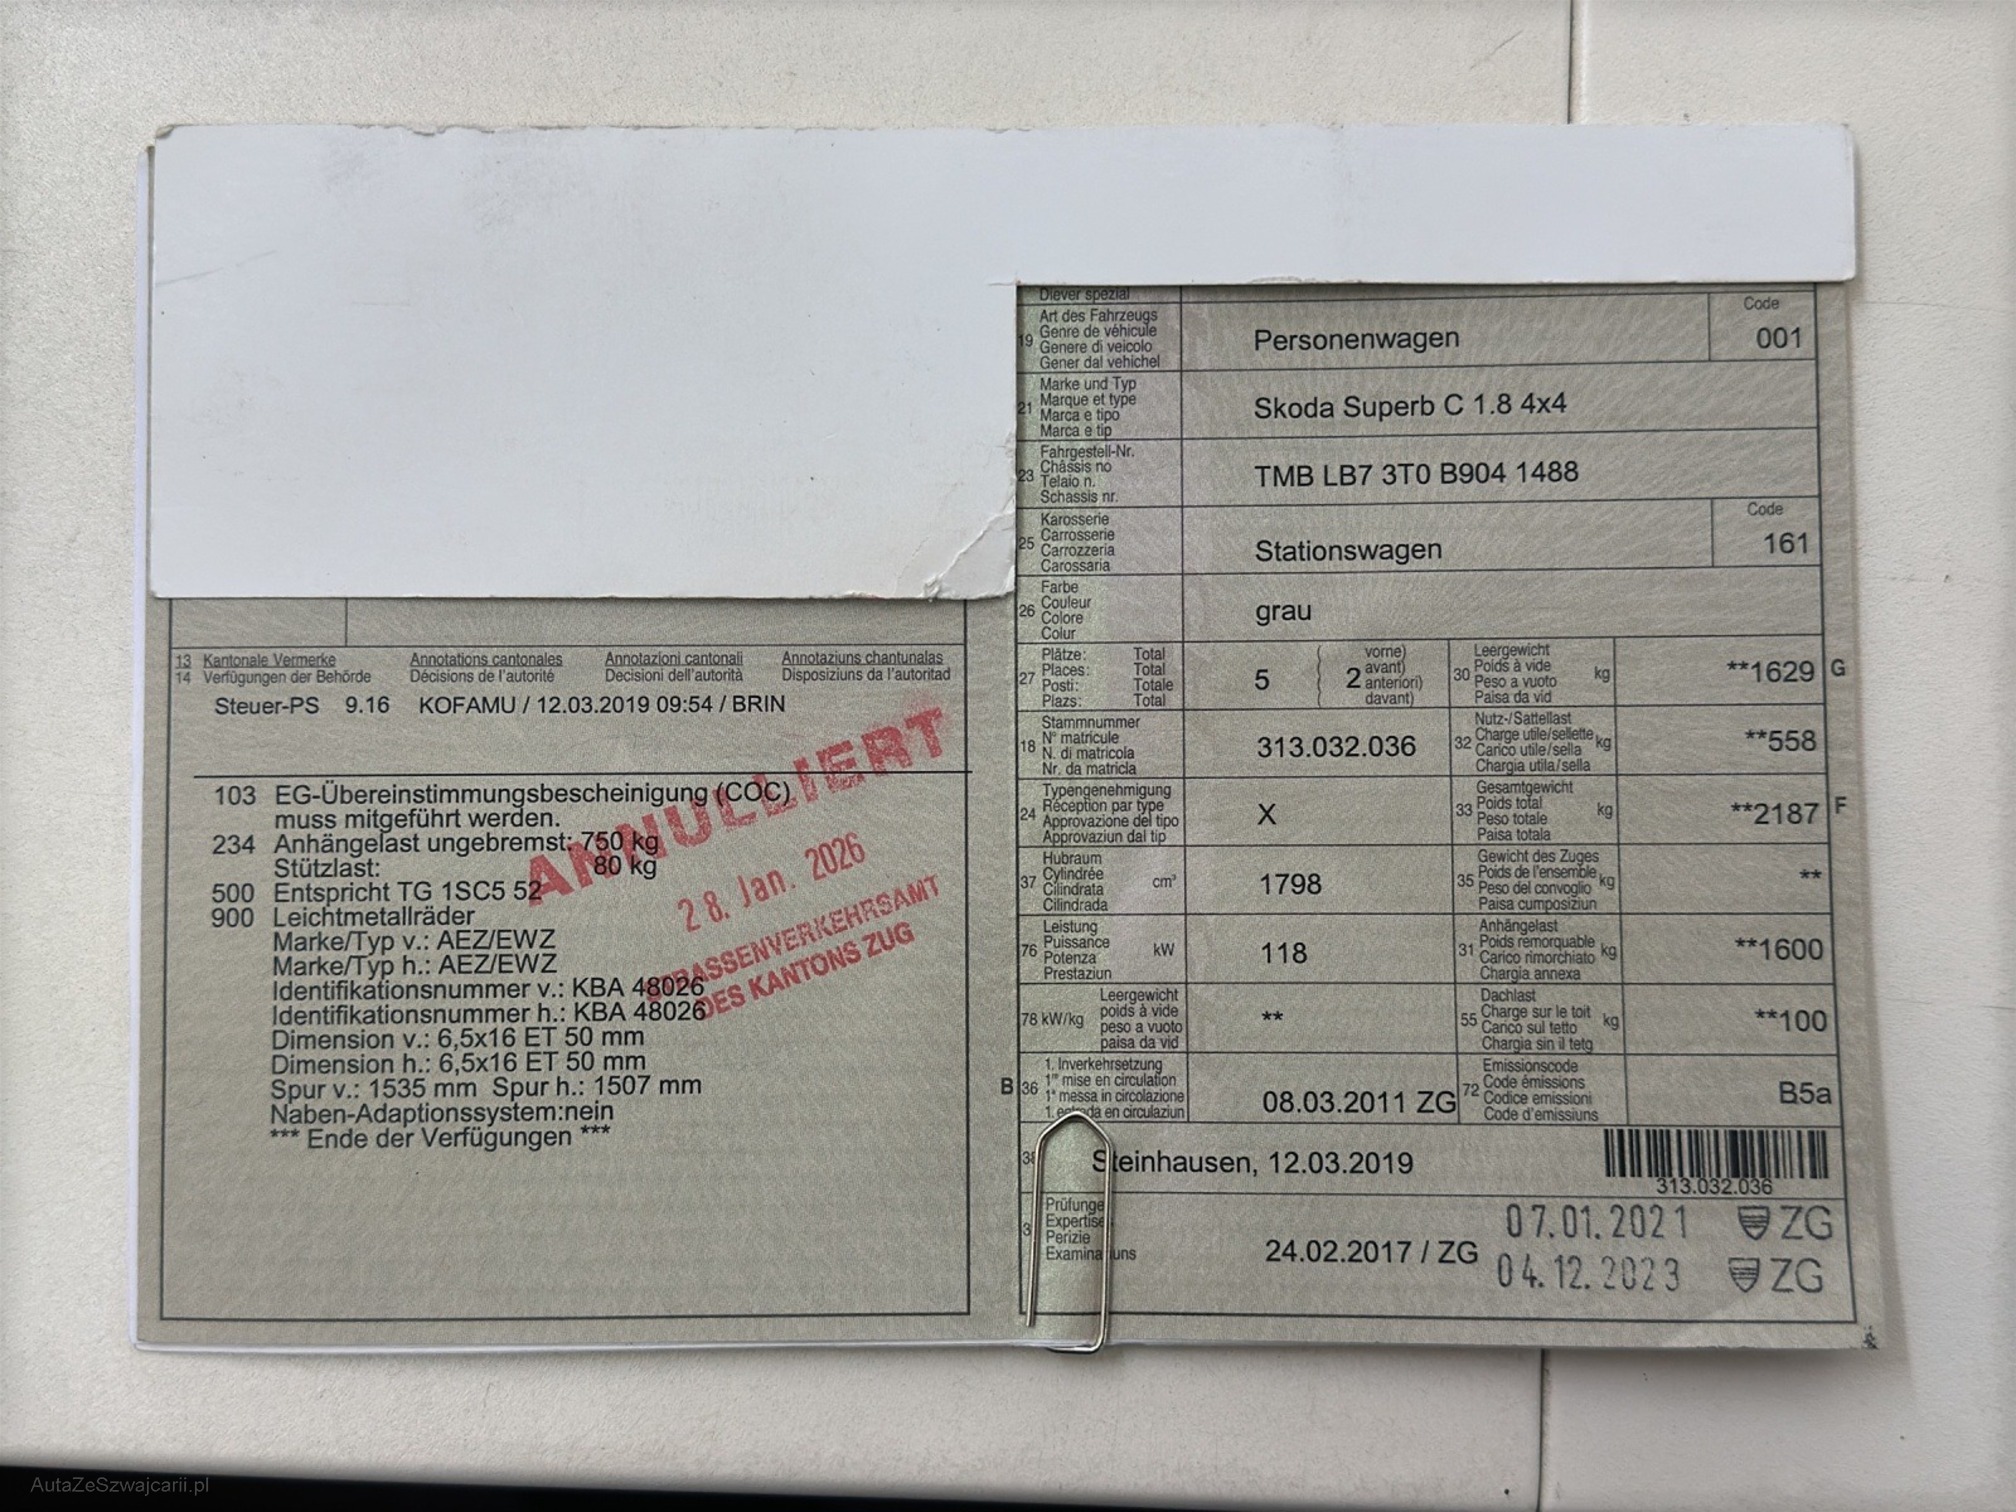 13 Kantonale Vermerke Annotations cantonales Annotazioni cantonali Annotaziuns chantunalas
14 Verfügungen der Behörde Décisions de l'autorité Decisioni dell'autorità Disposiziuns da l'autoritad
Steuer-PS 9.16 KOFAMU / 12.03.2019 09:54 / BRIN
103 EG-Übereinstimmungsbescheinigung (COC)
muss mitgeführt werden.
234 Anhängelast ungebremst: 750 kg
Stützlast: 80 kg
500 Entspricht TG 1SC5 52
900 Leichtmetallräder
Marke/Typ v.: AEZ/EWZ
Marke/Typ h.: AEZ/EWZ
Identifikationsnummer v.: KBA 48026
Identifikationsnummer h.: KBA 48026
Dimension v.: 6,5x16 ET 50 mm
Dimension h.: 6,5x16 ET 50 mm
Spur v.: 1535 mm Spur h.: 1507 mm
Naben-Adaptionssystem:nein
*** Ende der Verfügungen ***
ANNULLIERT
28. Jan. 2026
STRASSENVERKEHRSAMT
DES KANTONS ZUG
Diever spezial
19 Art des Fahrzeugs
Genre de véhicule
Genere di veicolo
Gener dal vehichel
Personenwagen
Code
001
21 Marke und Typ
Marque et type
Marca e tipo
Marca e tip
Skoda Superb C 1.8 4x4
23 Fahrgestell-Nr.
Châssis no
Telaio n.
Schassis nr.
TMB LB7 3T0 B904 1488
25 Karosserie
Carrosserie
Carrozzeria
Carossaria
Stationswagen
Code
161
26 Farbe
Couleur
Colore
Colur
grau
27 Plätze: Total
Places: Total
Posti: Totale
Plazs: Total
5
2
vorne)
avant)
anteriori)
davant)
30 Leergewicht
Poids à vide kg
Peso a vuoto
Paisa da vid
**1629 G
18 Stammnummer
N° matricule
N. di matricola
Nr. da matricla
313.032.036
32 Nutz-/Sattellast
Charge utile/sellette kg
Carico utile/sella
Chargia utila/sella
**558
24 Typengenehmigung
Réception par type
Approvazione del tipo
Approvaziun dal tip
X
33 Gesamtgewicht
Poids total kg
Peso totale
Paisa totala
**2187 F
37 Hubraum
Cylindrée cm³
Cilindrata
Cilindrada
1798
35 Gewicht des Zuges
Poids de l'ensemble kg
Peso del convoglio
Paisa cumposiziun
**
76 Leistung
Puissance kW
Potenza
Prestaziun
118
31 Anhängelast
Poids remorquable kg
Carico rimorchiato
Chargia annexa
**1600
78 kW/kg Leergewicht
poids à vide
peso a vuoto
paisa da vid
**
55 Dachlast
Charge sur le toit kg
Carico sul tetto
Chargia sin il tetg
**100
B 36 1. Inverkehrsetzung
1re mise en circulation
1a messa in circolazione
1. en circulaziun
08.03.2011 ZG
72 Emissionscode
Code émissions
Codice emissioni
Code d'emissiuns
B5a
38 Steinhausen, 12.03.2019
313.032.036
Prüfunge
Expertise
Perizie
Examinaziuns
24.02.2017 / ZG
07.01.2021 ZG
04.12.2023 ZG
AutaZeSzwajcarii.pl